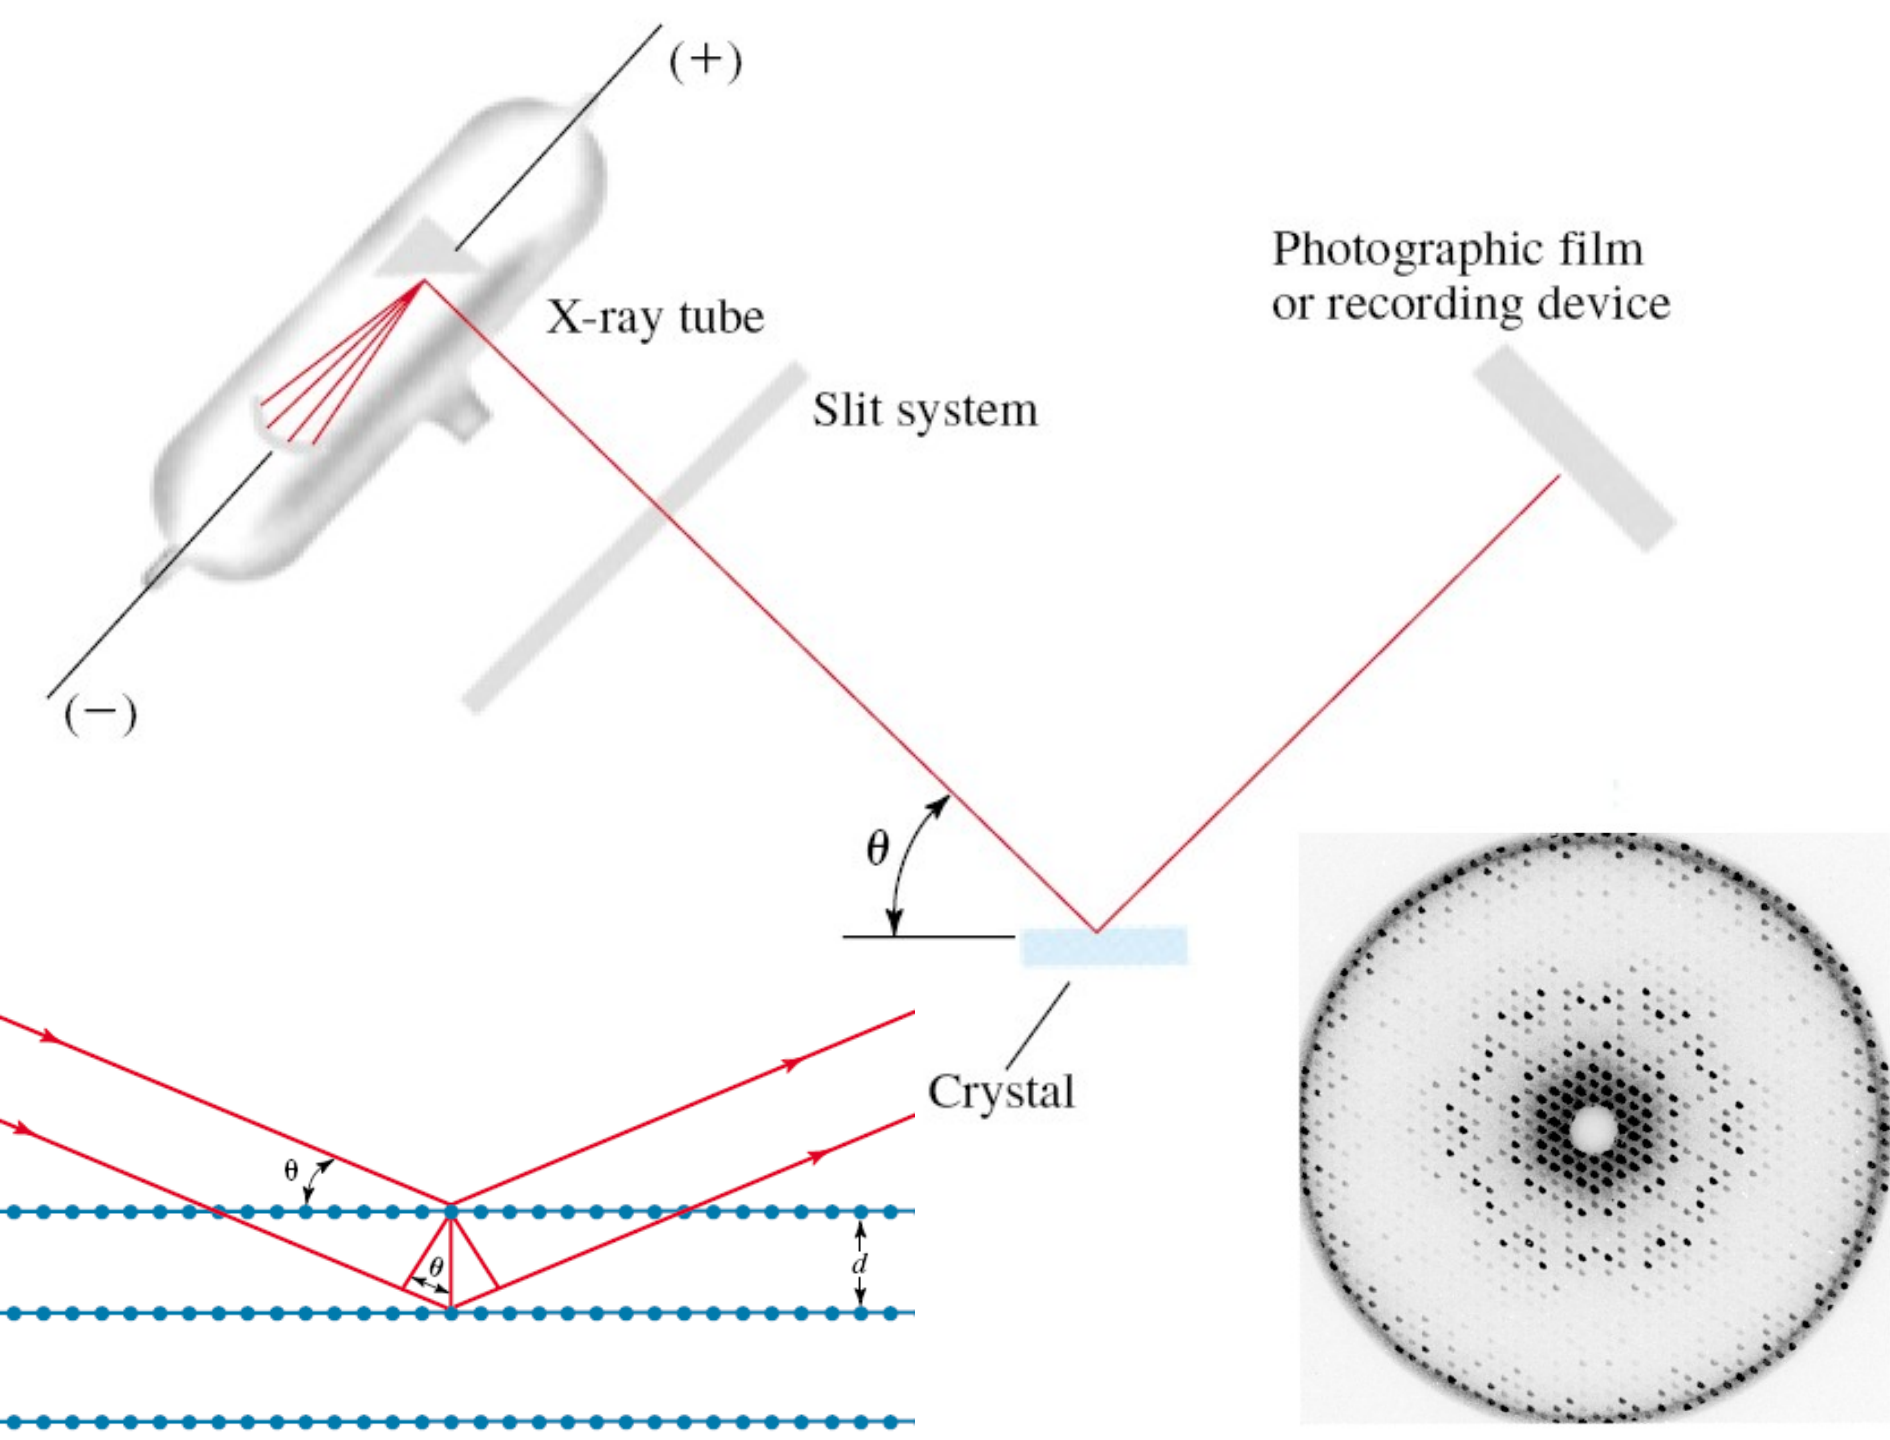 (+)
X-ray tube
Photographic film
or recording device
Slit system
(−)
θ
Crystal
θ
θ
d